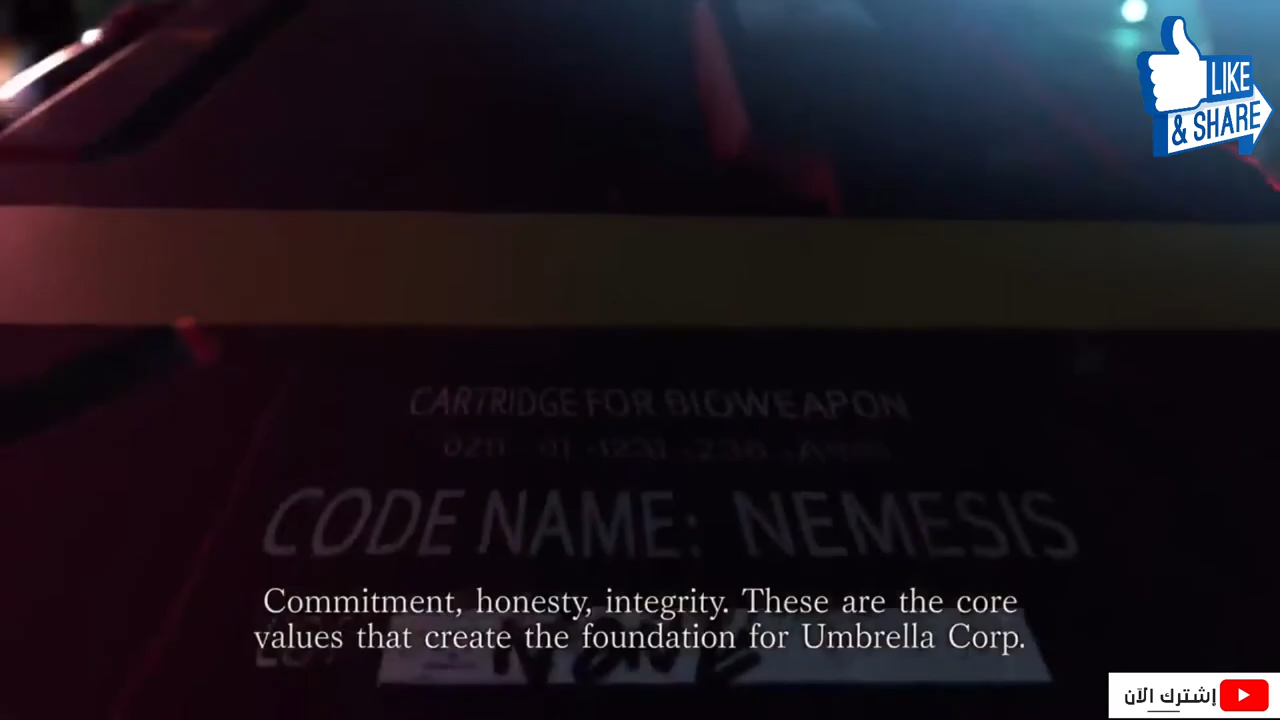 LIKE
& SHARE
CARTRIDGE FOR BIOWEAPON
CODE NAME: NEMESIS
Commitment, honesty, integrity. These are the core
values that create the foundation for Umbrella Corp.
إشترك الآن